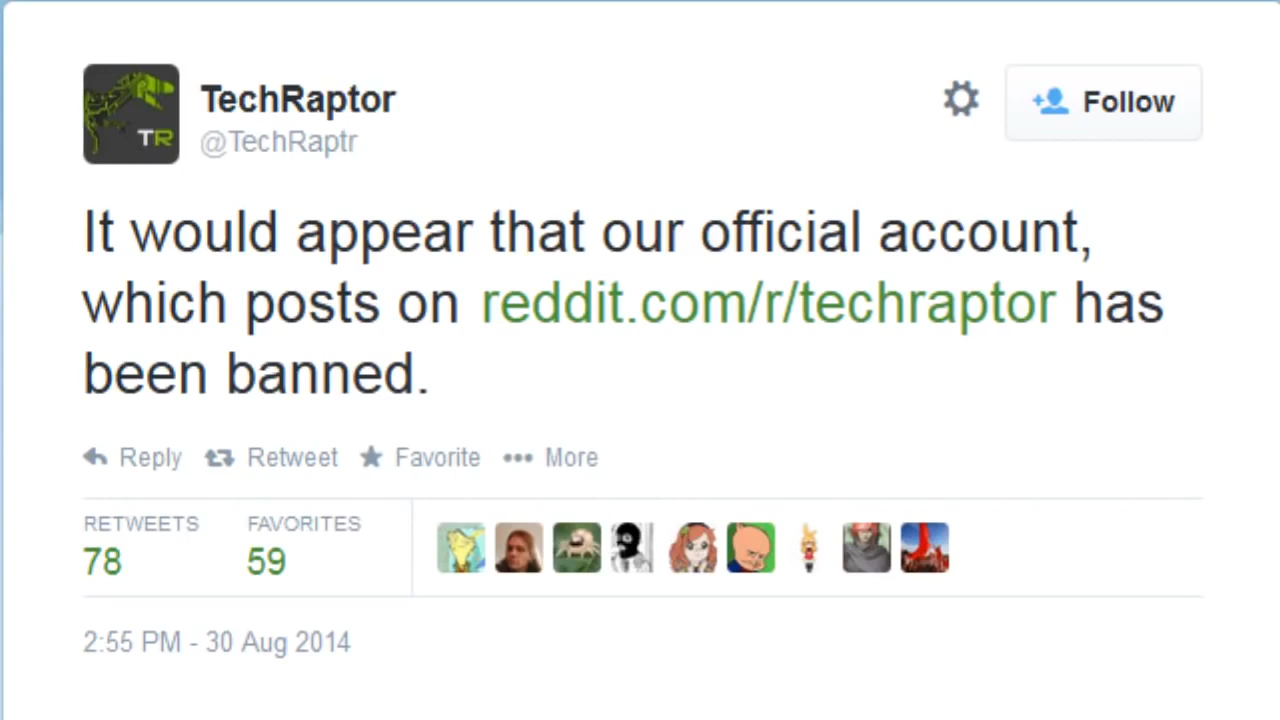 TR
TechRaptor
@TechRaptr
Follow
It would appear that our official account,
which posts on reddit.com/r/techraptor has
been banned.
Reply Retweet Favorite More
RETWEETS FAVORITES
78 59
2:55 PM - 30 Aug 2014